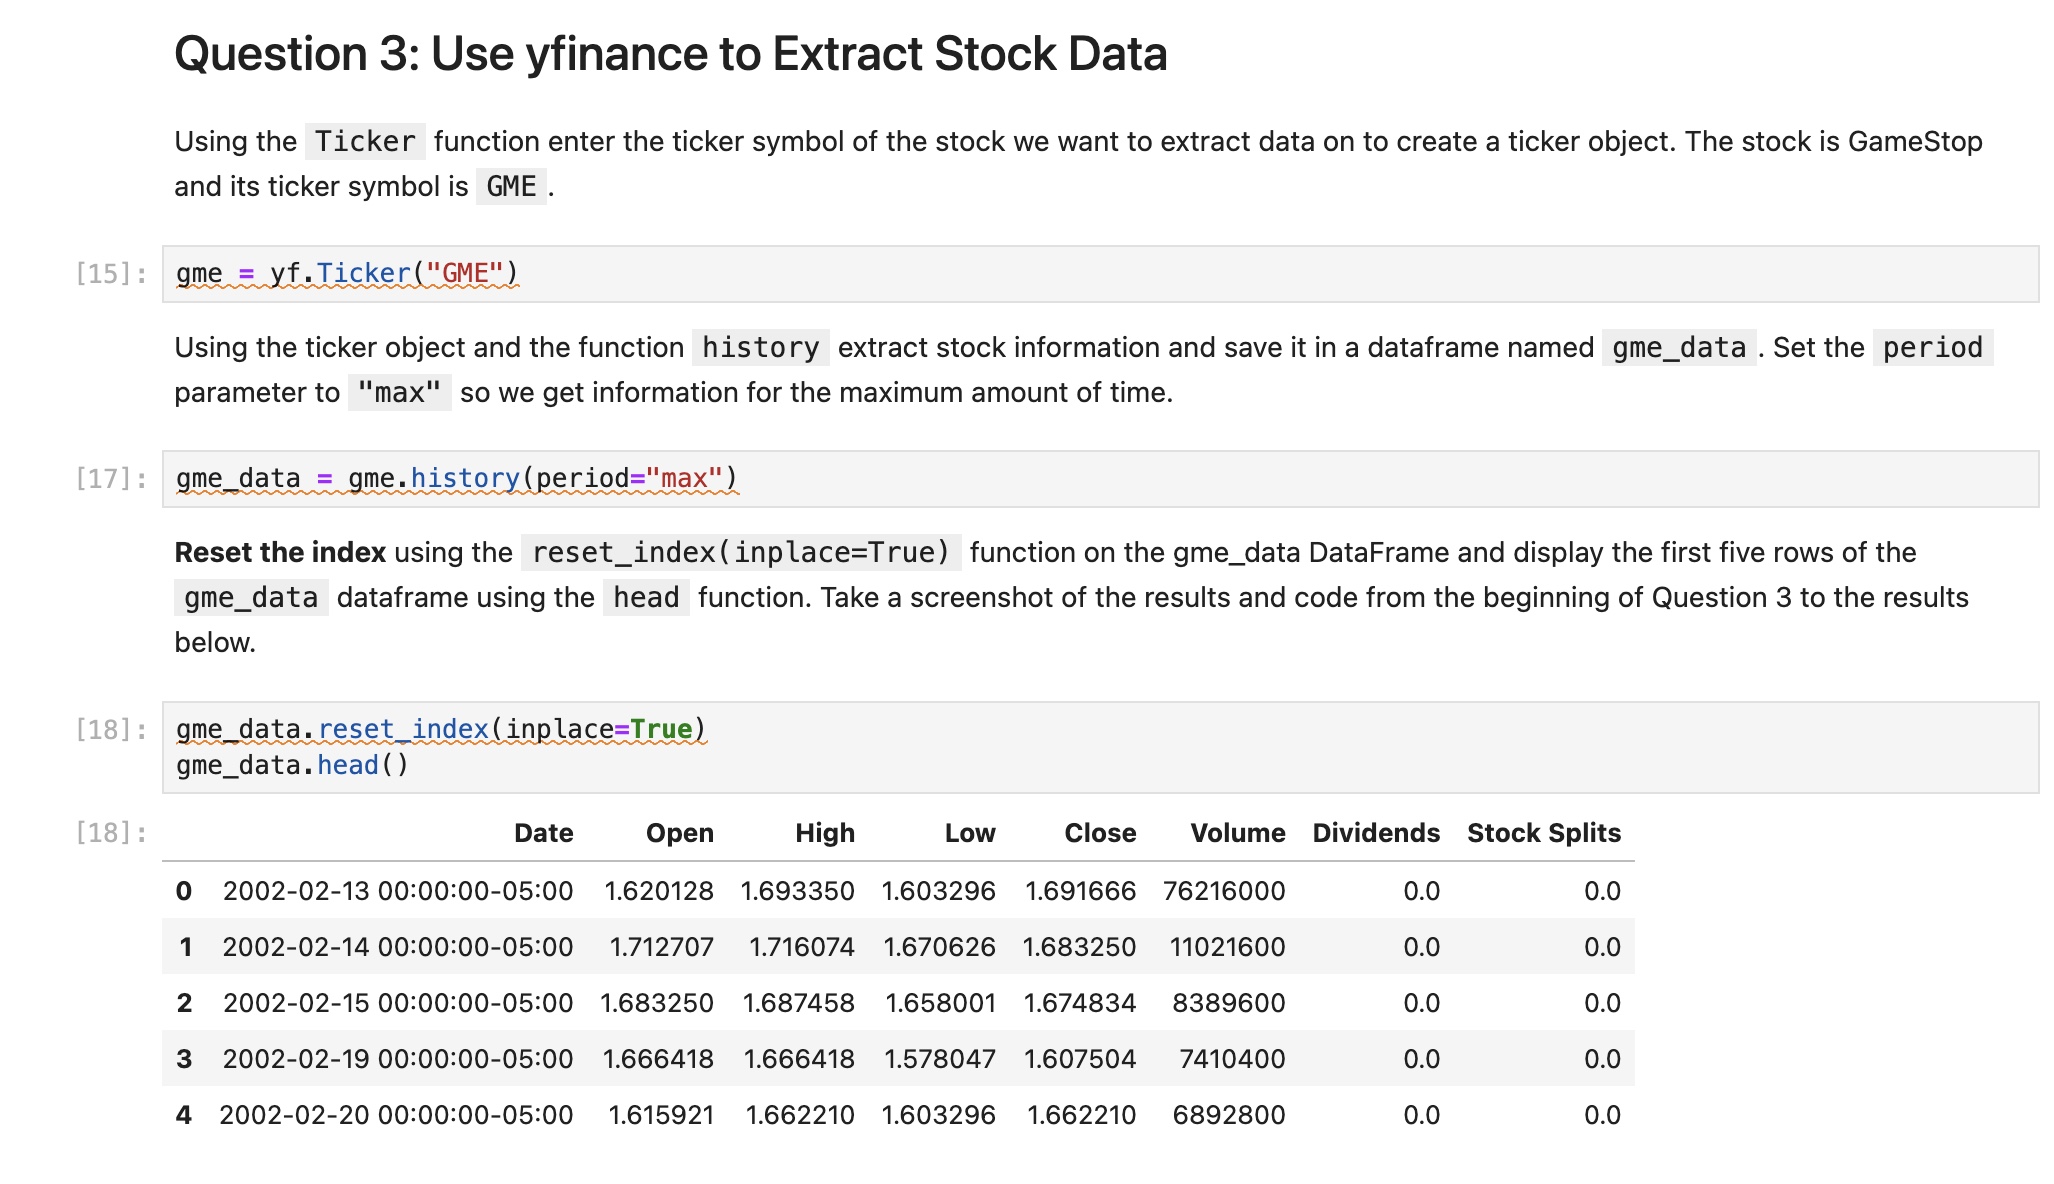 Question 3: Use yfinance to Extract Stock Data
Using the Ticker function enter the ticker symbol of the stock we want to extract data on to create a ticker object. The stock is GameStop
and its ticker symbol is GME .
[15]: gme = yf.Ticker("GME")
Using the ticker object and the function history extract stock information and save it in a dataframe named gme_data . Set the period
parameter to "max" so we get information for the maximum amount of time.
[17]: gme_data = gme.history(period="max")
Reset the index using the reset_index(inplace=True) function on the gme_data DataFrame and display the first five rows of the
gme_data dataframe using the head function. Take a screenshot of the results and code from the beginning of Question 3 to the results
below.
[18]: gme_data.reset_index(inplace=True)
gme_data.head()
[18]: Date Open High Low Close Volume Dividends Stock Splits
0 2002-02-13 00:00:00-05:00 1.620128 1.693350 1.603296 1.691666 76216000 0.0 0.0
1 2002-02-14 00:00:00-05:00 1.712707 1.716074 1.670626 1.683250 11021600 0.0 0.0
2 2002-02-15 00:00:00-05:00 1.683250 1.687458 1.658001 1.674834 8389600 0.0 0.0
3 2002-02-19 00:00:00-05:00 1.666418 1.666418 1.578047 1.607504 7410400 0.0 0.0
4 2002-02-20 00:00:00-05:00 1.615921 1.662210 1.603296 1.662210 6892800 0.0 0.0